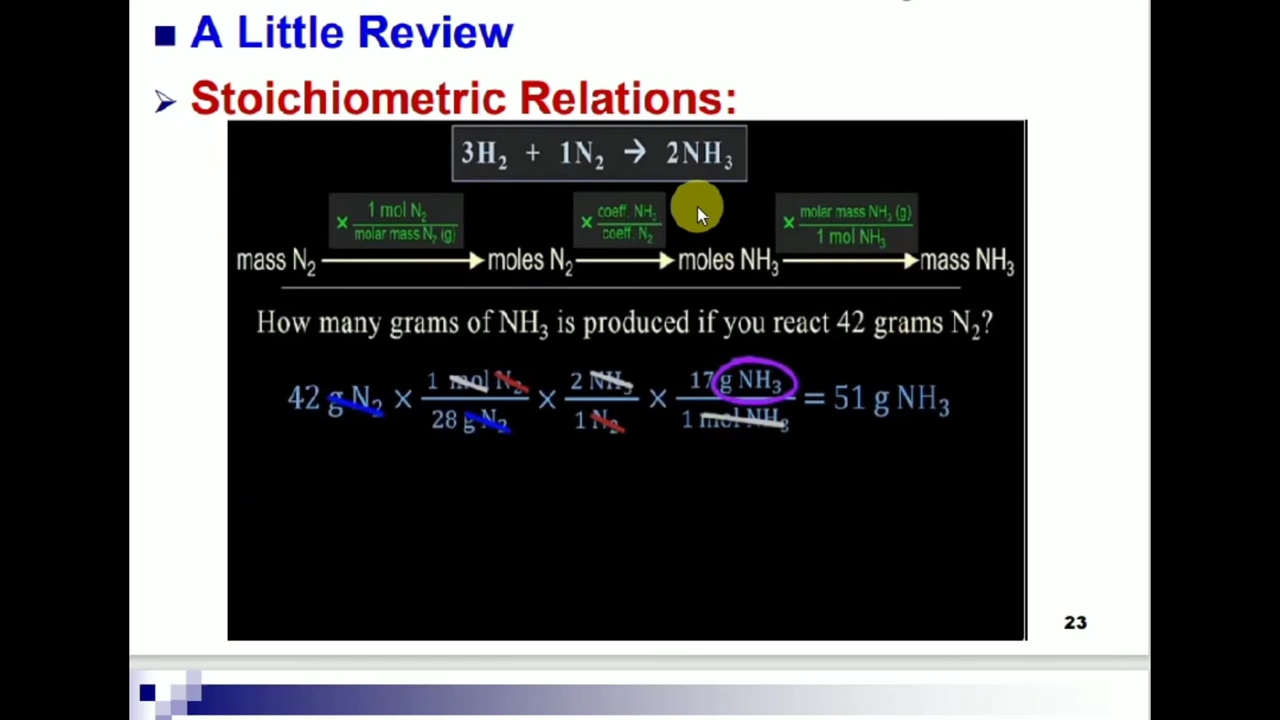 A Little Review
Stoichiometric Relations:
3H₂ + 1N₂ → 2NH₃
× 1 mol N₂ / molar mass N₂ (g) × coeff. NH₃ / coeff. N₂ × molar mass NH₃ (g) / 1 mol NH₃
mass N₂ → moles N₂ → moles NH₃ → mass NH₃
How many grams of NH₃ is produced if you react 42 grams N₂?
42 g N₂ × 1 mol N₂ / 28 g N₂ × 2 NH₃ / 1 N₂ × 17 g NH₃ / 1 mol NH₃ = 51 g NH₃
23